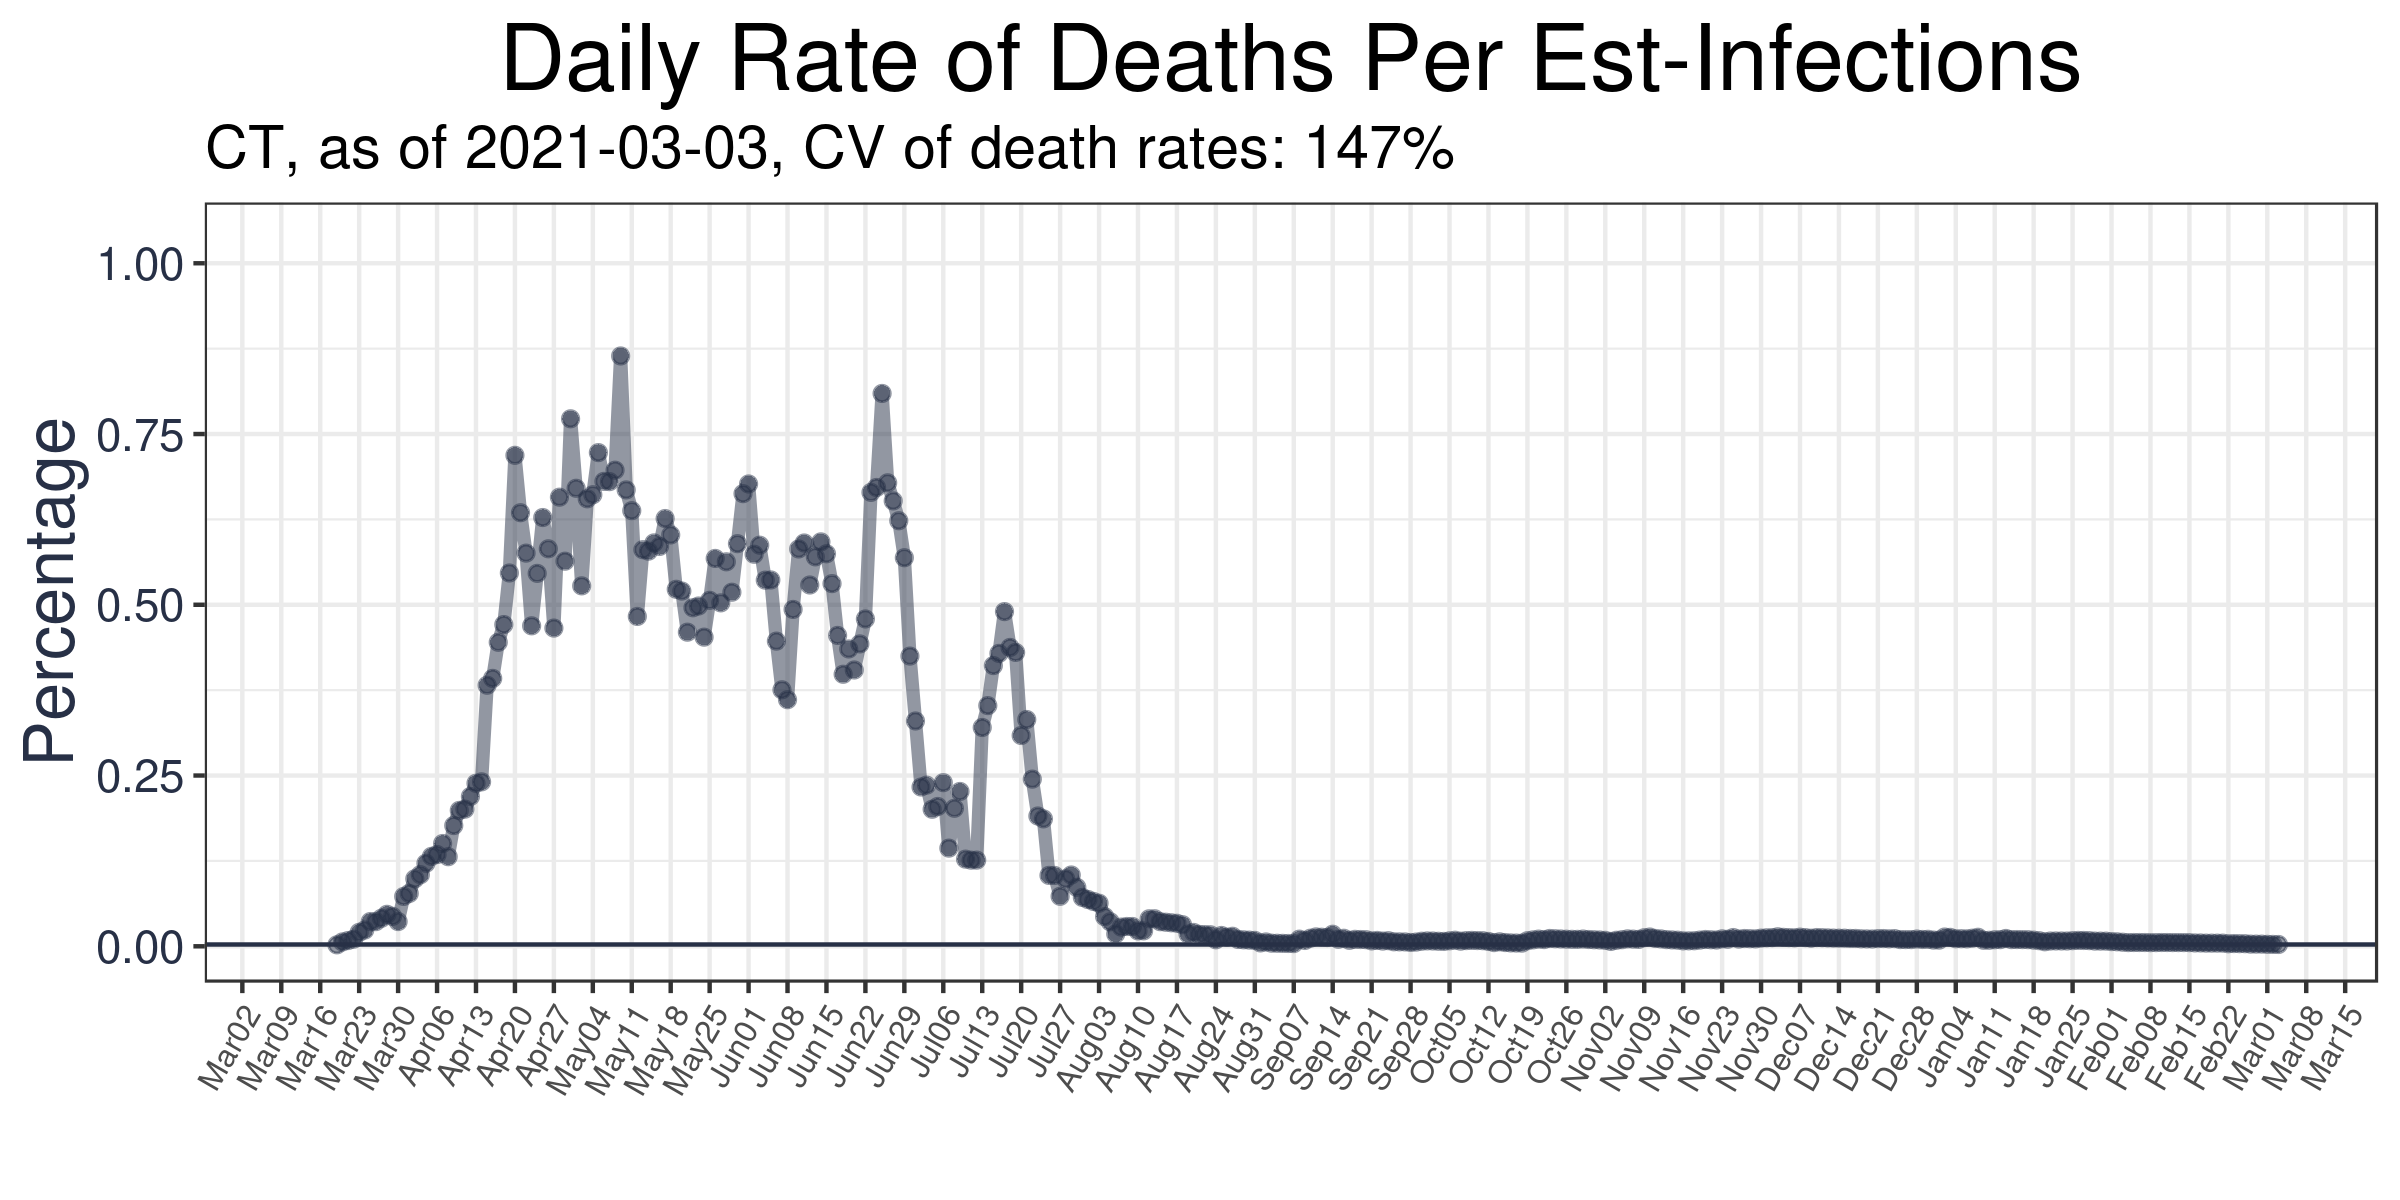 Daily Rate of Deaths Per Est-Infections
CT, as of 2021-03-03, CV of death rates: 147%
Percentage
1.00
0.75
0.50
0.25
0.00
Mar02
Mar09
Mar16
Mar23
Mar30
Apr06
Apr13
Apr20
Apr27
May04
May11
May18
May25
Jun01
Jun08
Jun15
Jun22
Jun29
Jul06
Jul13
Jul20
Jul27
Aug03
Aug10
Aug17
Aug24
Aug31
Sep07
Sep14
Sep21
Sep28
Oct05
Oct12
Oct19
Oct26
Nov02
Nov09
Nov16
Nov23
Nov30
Dec07
Dec14
Dec21
Dec28
Jan04
Jan11
Jan18
Jan25
Feb01
Feb08
Feb15
Feb22
Mar01
Mar08
Mar15